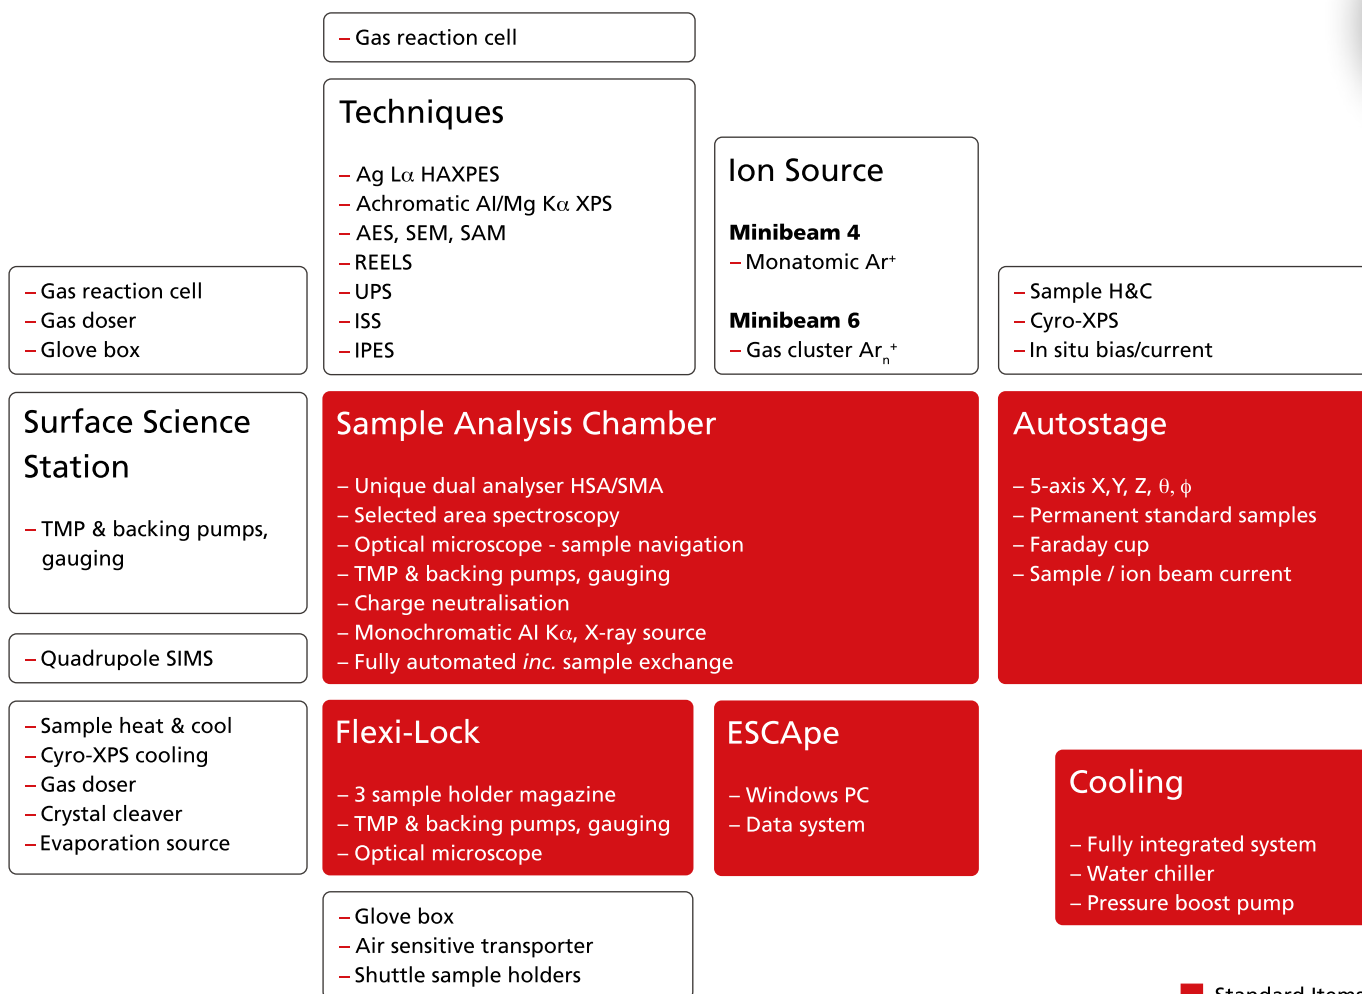 – Gas reaction cell
Techniques
– Ag Lα HAXPES
– Achromatic Al/Mg Kα XPS
– AES, SEM, SAM
– REELS
– UPS
– ISS
– IPES
Ion Source
Minibeam 4
– Monatomic Ar⁺
Minibeam 6
– Gas cluster Arₙ⁺
– Gas reaction cell
– Gas doser
– Glove box
– Sample H&C
– Cyro-XPS
– In situ bias/current
Surface Science
Station
– TMP & backing pumps,
gauging
Sample Analysis Chamber
– Unique dual analyser HSA/SMA
– Selected area spectroscopy
– Optical microscope - sample navigation
– TMP & backing pumps, gauging
– Charge neutralisation
– Monochromatic Al Kα, X-ray source
– Fully automated inc. sample exchange
Autostage
– 5-axis X,Y, Z, θ, ϕ
– Permanent standard samples
– Faraday cup
– Sample / ion beam current
– Quadrupole SIMS
– Sample heat & cool
– Cyro-XPS cooling
– Gas doser
– Crystal cleaver
– Evaporation source
Flexi-Lock
– 3 sample holder magazine
– TMP & backing pumps, gauging
– Optical microscope
ESCApe
– Windows PC
– Data system
Cooling
– Fully integrated system
– Water chiller
– Pressure boost pump
– Glove box
– Air sensitive transporter
– Shuttle sample holders
Standard Items